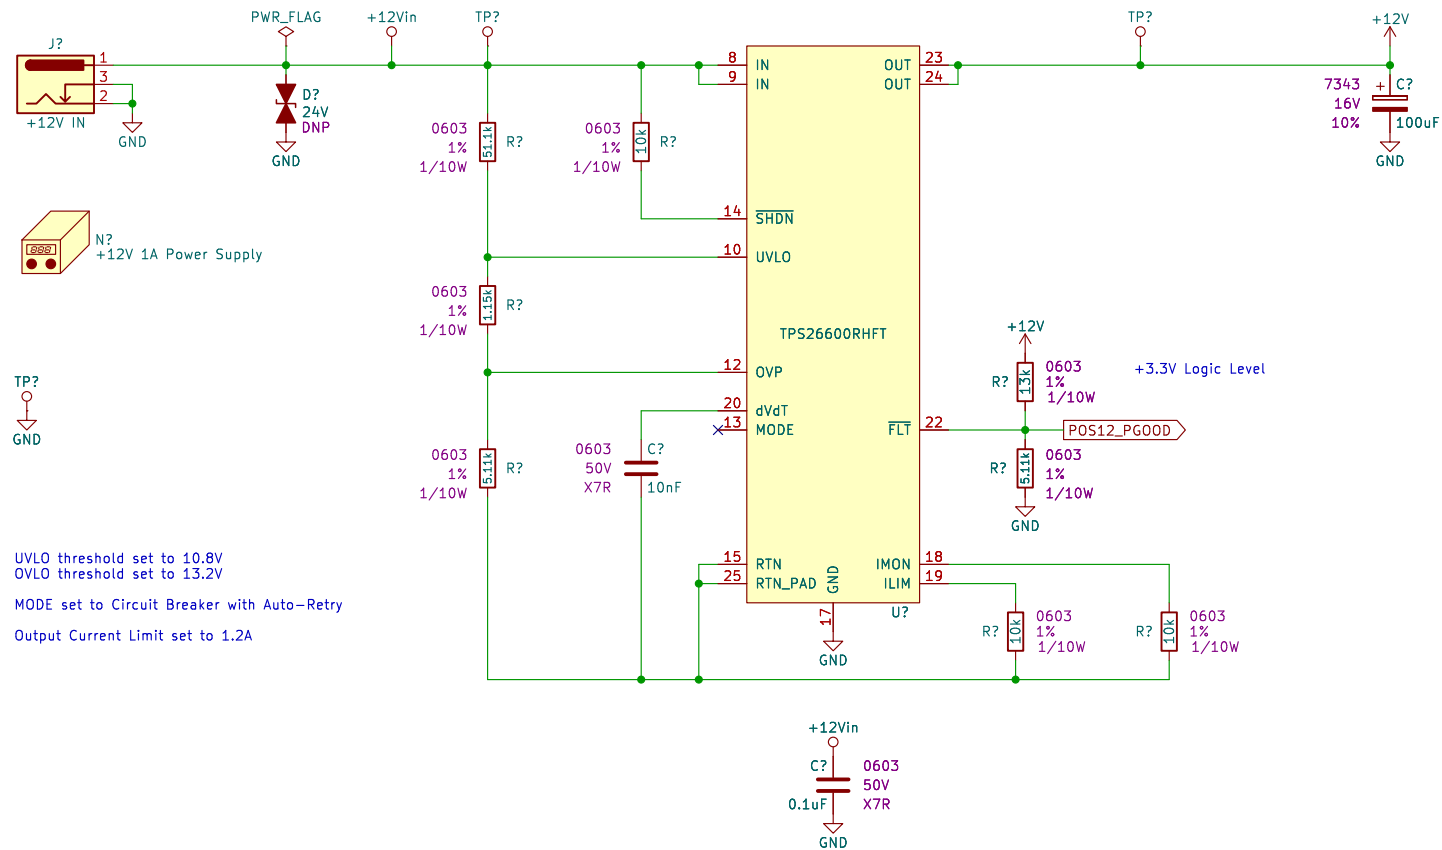 PWR_FLAG
+12Vin
TP?
TP?
+12V
J?
1
3
2
+12V IN
GND
D?
24V
DNP
GND
0603
1%
1/10W
51.1k
R?
0603
1%
1/10W
10k
R?
8 IN
9 IN
14 SHDN
10 UVLO
12 OVP
20 dVdT
13 MODE
15 RTN
25 RTN_PAD
TPS26600RHFT
OUT 23
OUT 24
FLT 22
IMON 18
ILIM 19
GND
17
U?
GND
7343
16V
10%
+
C?
100uF
GND
N?
+12V 1A Power Supply
888
0603
1%
1/10W
1.15k
R?
TP?
GND
0603
1%
1/10W
5.11k
R?
0603
50V
X7R
C?
10nF
+12V
R?
13k
0603
1%
1/10W
+3.3V Logic Level
POS12_PGOOD
R?
5.11k
0603
1%
1/10W
GND
UVLO threshold set to 10.8V
OVLO threshold set to 13.2V
MODE set to Circuit Breaker with Auto-Retry
Output Current Limit set to 1.2A
R?
10k
0603
1%
1/10W
R?
10k
0603
1%
1/10W
+12Vin
C?
0.1uF
0603
50V
X7R
GND